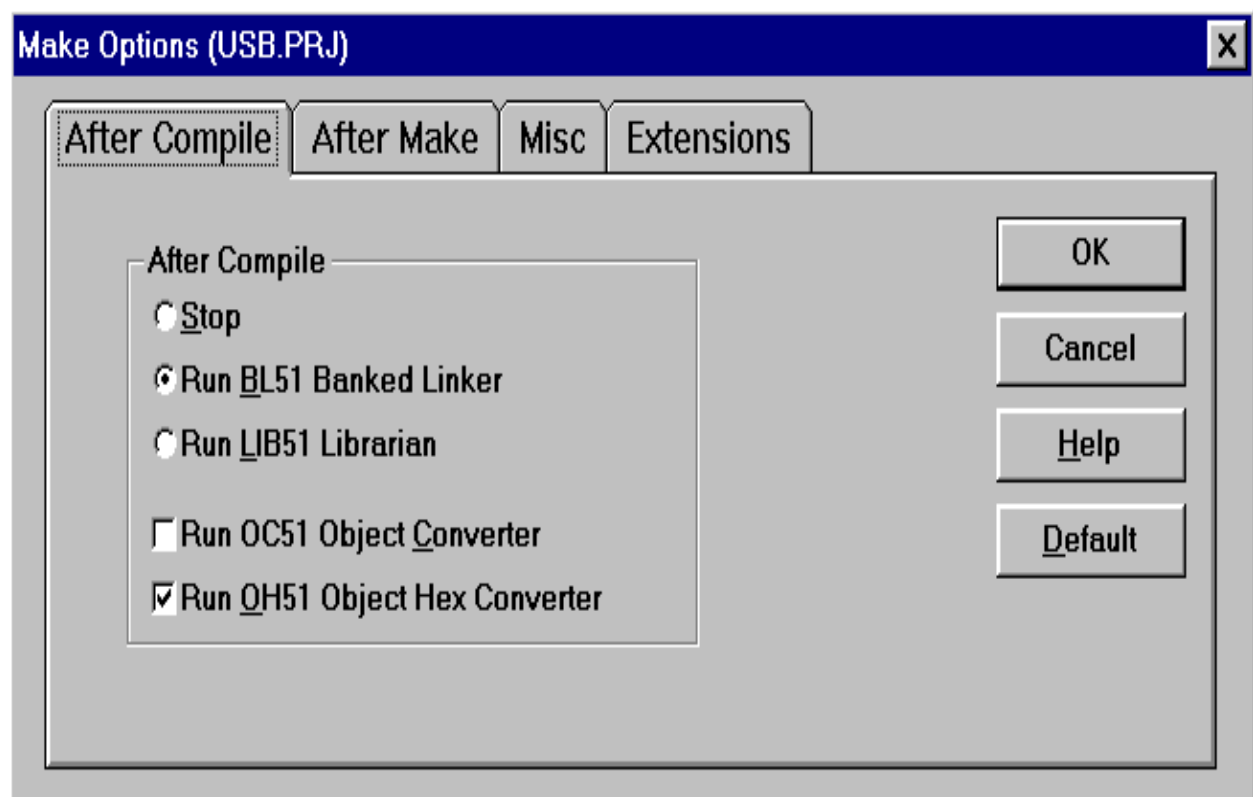 Make Options (USB.PRJ)
After Compile After Make Misc Extensions
After Compile
Stop
Run BL51 Banked Linker
Run LIB51 Librarian
Run OC51 Object Converter
Run OH51 Object Hex Converter
OK
Cancel
Help
Default